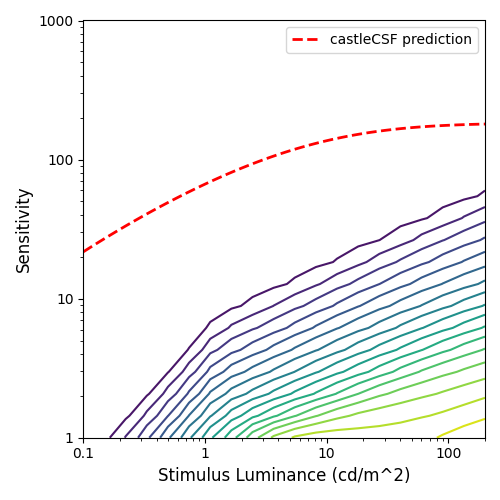 1000
castleCSF prediction
100
Sensitivity
10
1
0.1 1 10 100
Stimulus Luminance (cd/m^2)